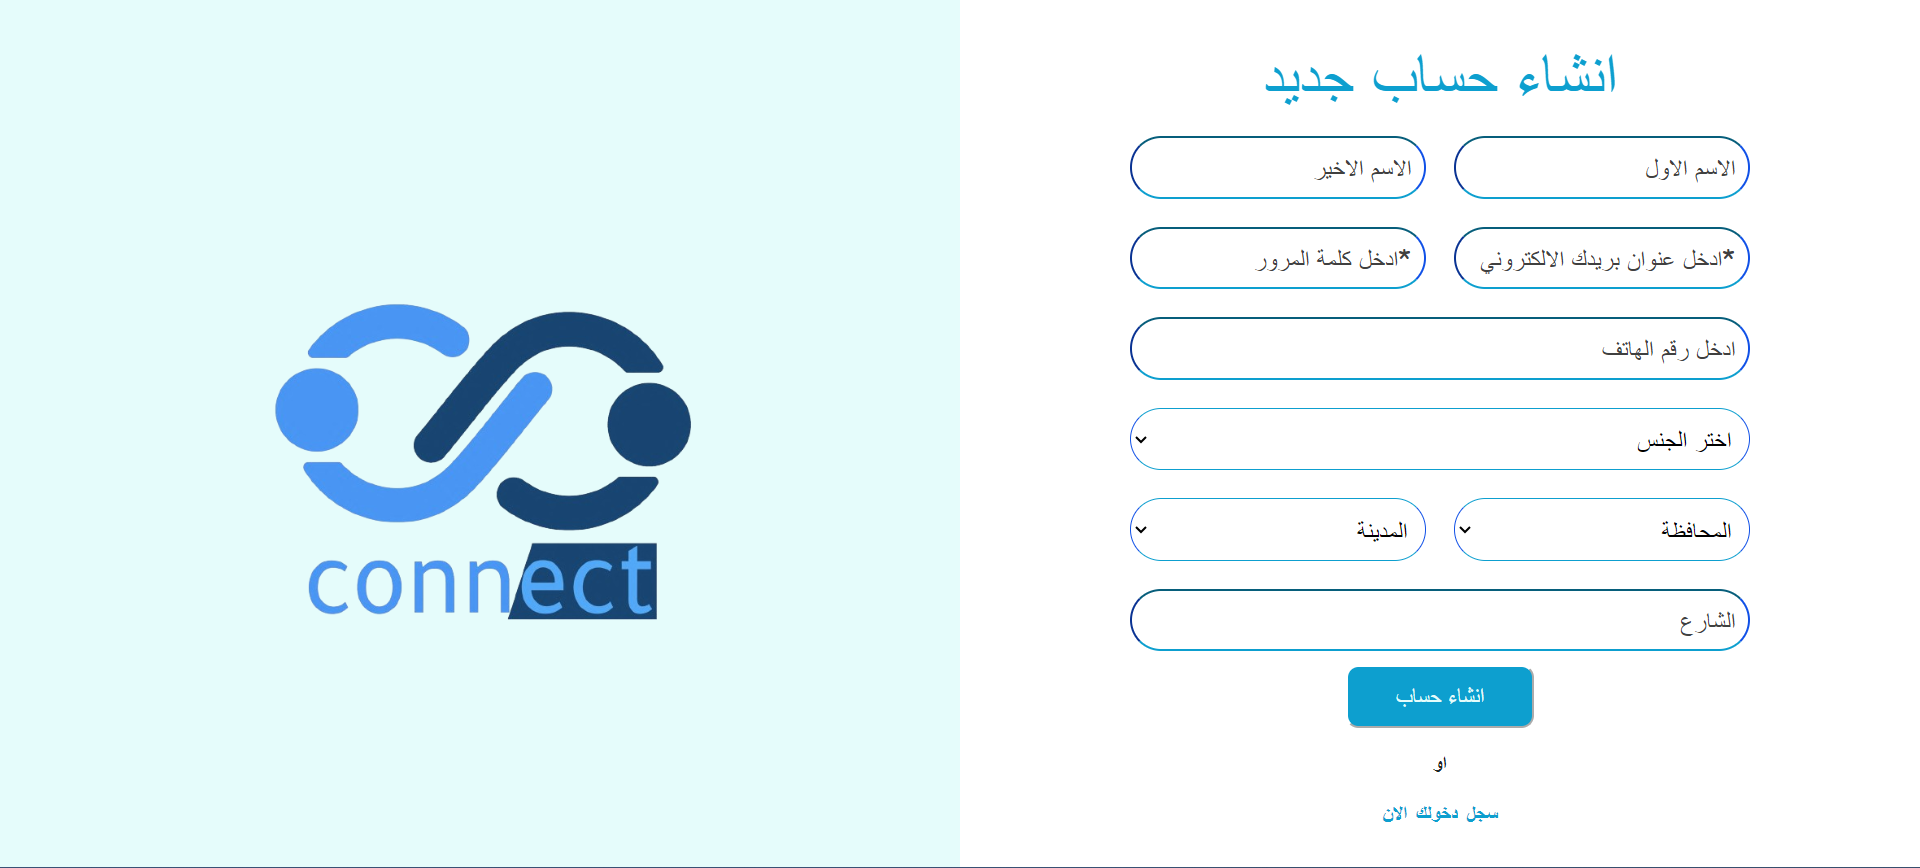 انشاء حساب جديد
الاسم الاول
الاسم الاخير
*ادخل عنوان بريدك الالكتروني
*ادخل كلمة المرور
ادخل رقم الهاتف
اختر الجنس
المحافظة
المدينة
الشارع
انشاء حساب
او
سجل دخولك الان
connect